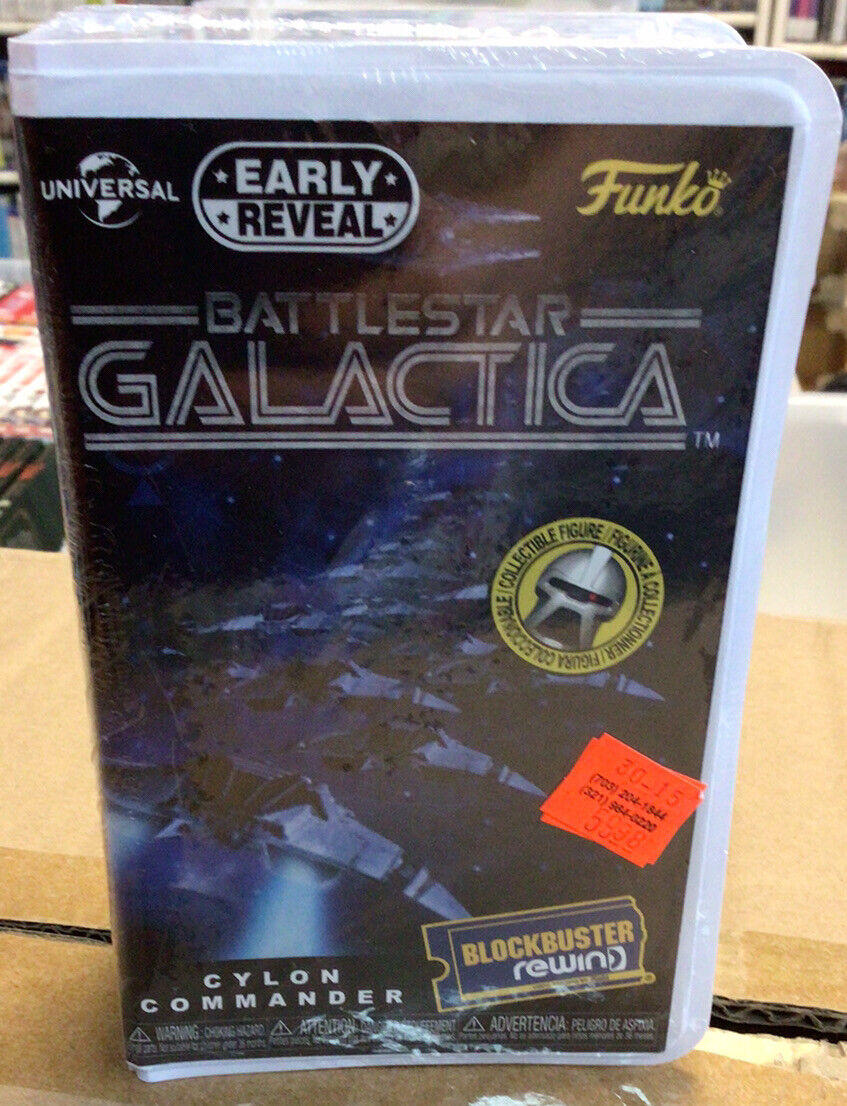 UNIVERSAL
EARLY
REVEAL
Funko
BATTLESTAR
GALACTICA
TM
COLLECTIBLE FIGURE / FIGURINE À COLLECTIONNER / FIGURA COLECCIONABLE
30-15
(703) 204-1844
(321) 984-0220
BLOCKBUSTER
rewind
CYLON
COMMANDER
WARNING: CHOKING HAZARD. ATTENTION: ADVERTENCIA: PELIGRO DE ASFIXIA.